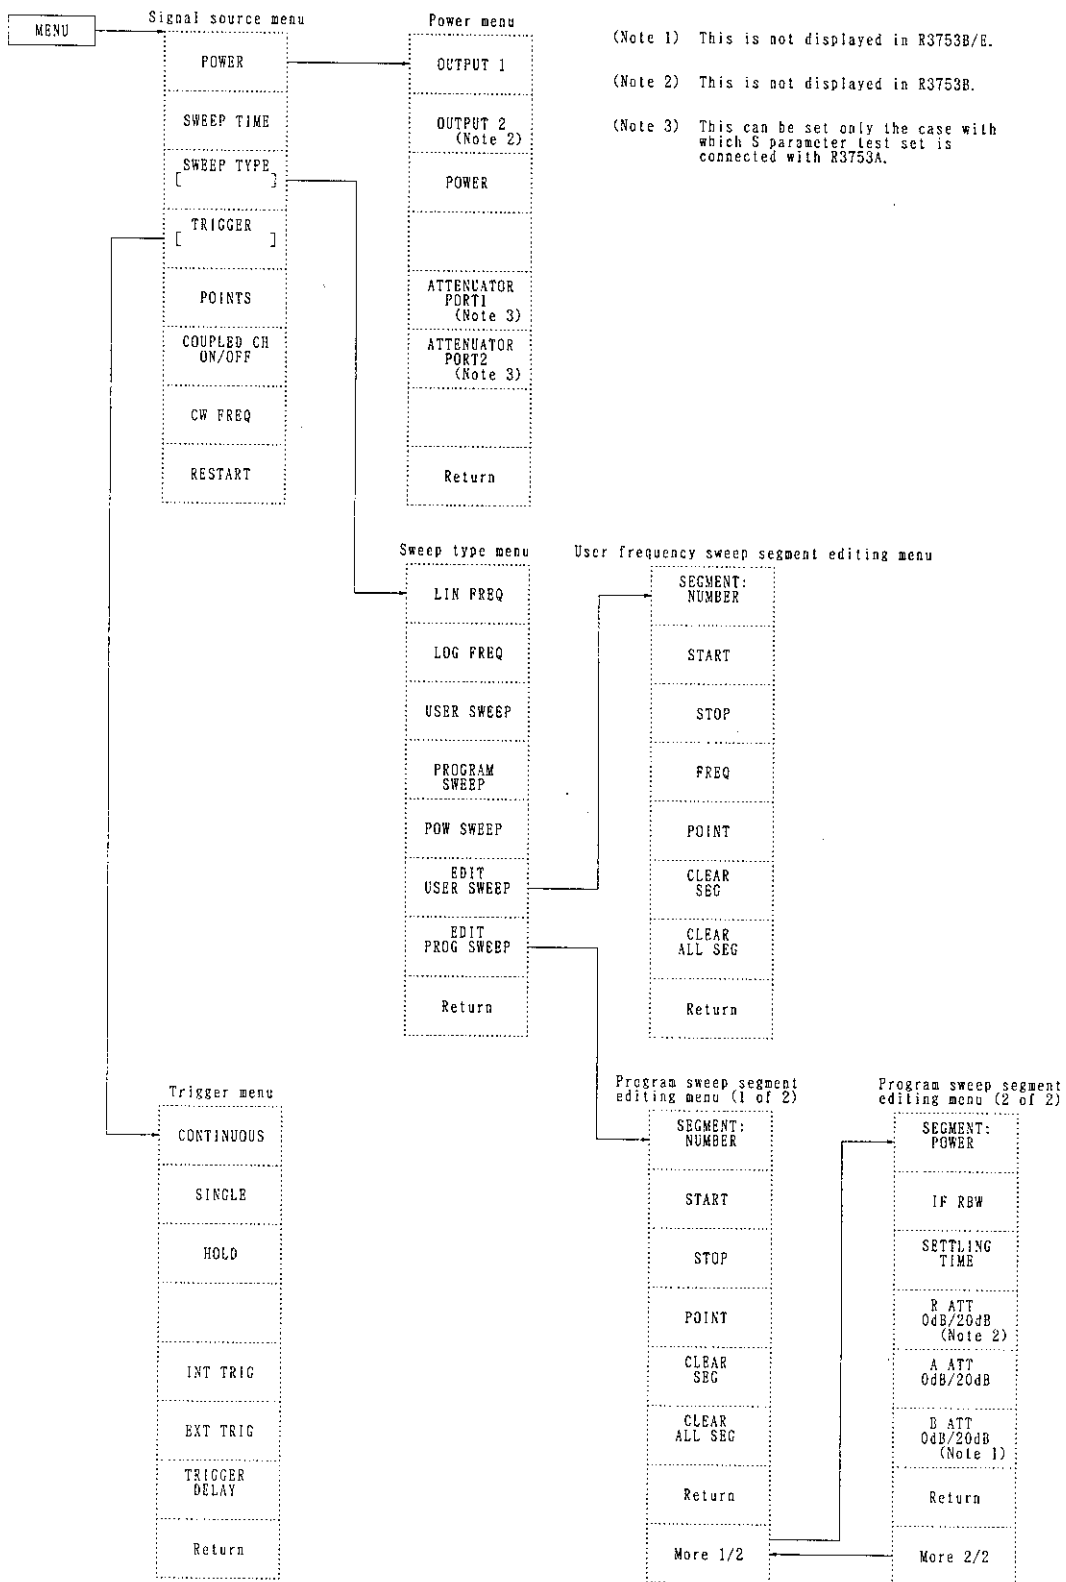 MENU
Signal source menu
POWER
SWEEP TIME
SWEEP TYPE
[ ]
TRIGGER
[ ]
POINTS
COUPLED CH
ON/OFF
CW FREQ
RESTART
Power menu
OUTPUT 1
OUTPUT 2
(Note 2)
POWER
ATTENUATOR
PORT1
(Note 3)
ATTENUATOR
PORT2
(Note 3)
Return
(Note 1) This is not displayed in R3753B/E.
(Note 2) This is not displayed in R3753B.
(Note 3) This can be set only the case with
which S parameter test set is
connected with R3753A.
Sweep type menu
LIN FREQ
LOG FREQ
USER SWEEP
PROGRAM
SWEEP
POW SWEEP
EDIT
USER SWEEP
EDIT
PROG SWEEP
Return
User frequency sweep segment editing menu
SEGMENT:
NUMBER
START
STOP
FREQ
POINT
CLEAR
SEG
CLEAR
ALL SEG
Return
Trigger menu
CONTINUOUS
SINGLE
HOLD
INT TRIG
EXT TRIG
TRIGGER
DELAY
Return
Program sweep segment
editing menu (1 of 2)
SEGMENT:
NUMBER
START
STOP
POINT
CLEAR
SEG
CLEAR
ALL SEG
Return
More 1/2
Program sweep segment
editing menu (2 of 2)
SEGMENT:
POWER
IF RBW
SETTLING
TIME
R ATT
0dB/20dB
(Note 2)
A ATT
0dB/20dB
B ATT
0dB/20dB
(Note 1)
Return
More 2/2